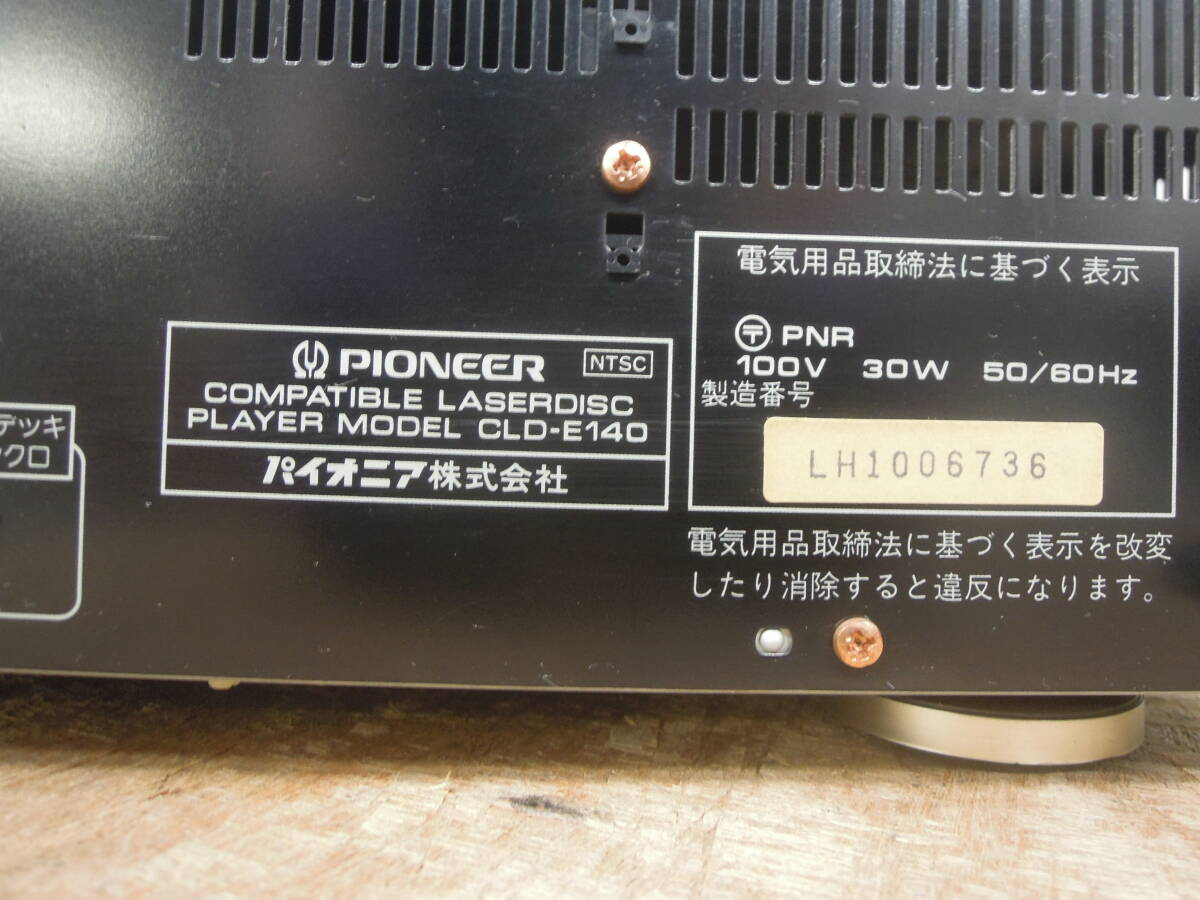 PIONEER NTSC
COMPATIBLE LASERDISC
PLAYER MODEL CLD-E140
パイオニア株式会社
電気用品取締法に基づく表示
〒 PNR
100V 30W 50/60Hz
製造番号
LH1006736
電気用品取締法に基づく表示を改変
したり消除すると違反になります。
デッキ
クロ